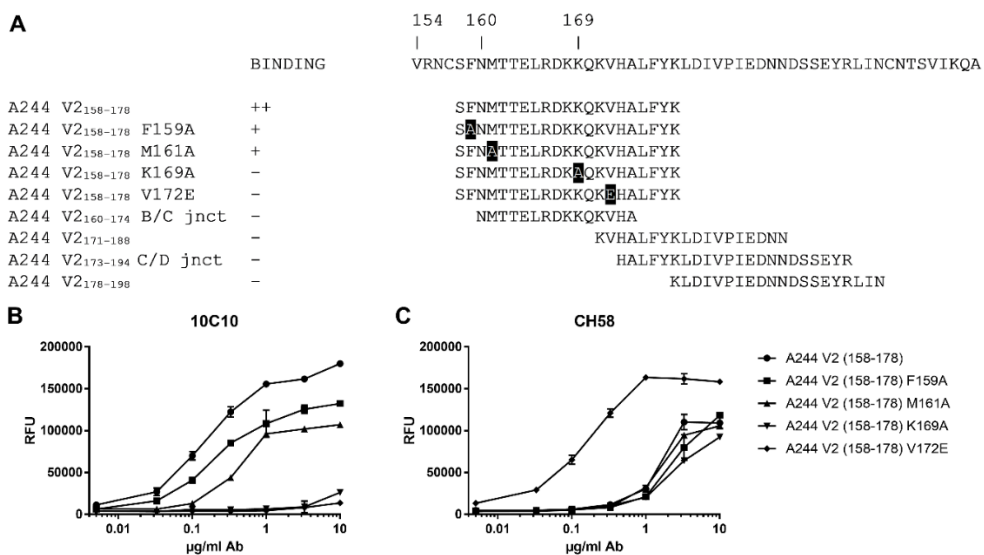 A
154 160 169
BINDING VRNCSFNMTTELRDKKQKVHALFYKLDIVPIEDNNDSSEYRLINCNTSVIKQA
A244 V2158-178 ++ SFNMTTELRDKKQKVHALFYK
A244 V2158-178 F159A + SANMTTELRDKKQKVHALFYK
A244 V2158-178 M161A + SFNATTELRDKKQKVHALFYK
A244 V2158-178 K169A - SFNMTTELRDKAQKVHALFYK
A244 V2158-178 V172E - SFNMTTELRDKKQKEHALFYK
A244 V2160-174 B/C jnct - NMTTELRDKKQKVHA
A244 V2171-188 - KVHALFYKLDIVPIEDNN
A244 V2173-194 C/D jnct - HALFYKLDIVPIEDNNDSSEYR
A244 V2178-198 - KLDIVPIEDNNDSSEYRLIN
B
10C10
200000
150000
100000
50000
0
RFU
0.01 0.1 1 10
µg/ml Ab
C
CH58
200000
150000
100000
50000
0
RFU
0.01 0.1 1 10
µg/ml Ab
A244 V2 (158-178)
A244 V2 (158-178) F159A
A244 V2 (158-178) M161A
A244 V2 (158-178) K169A
A244 V2 (158-178) V172E